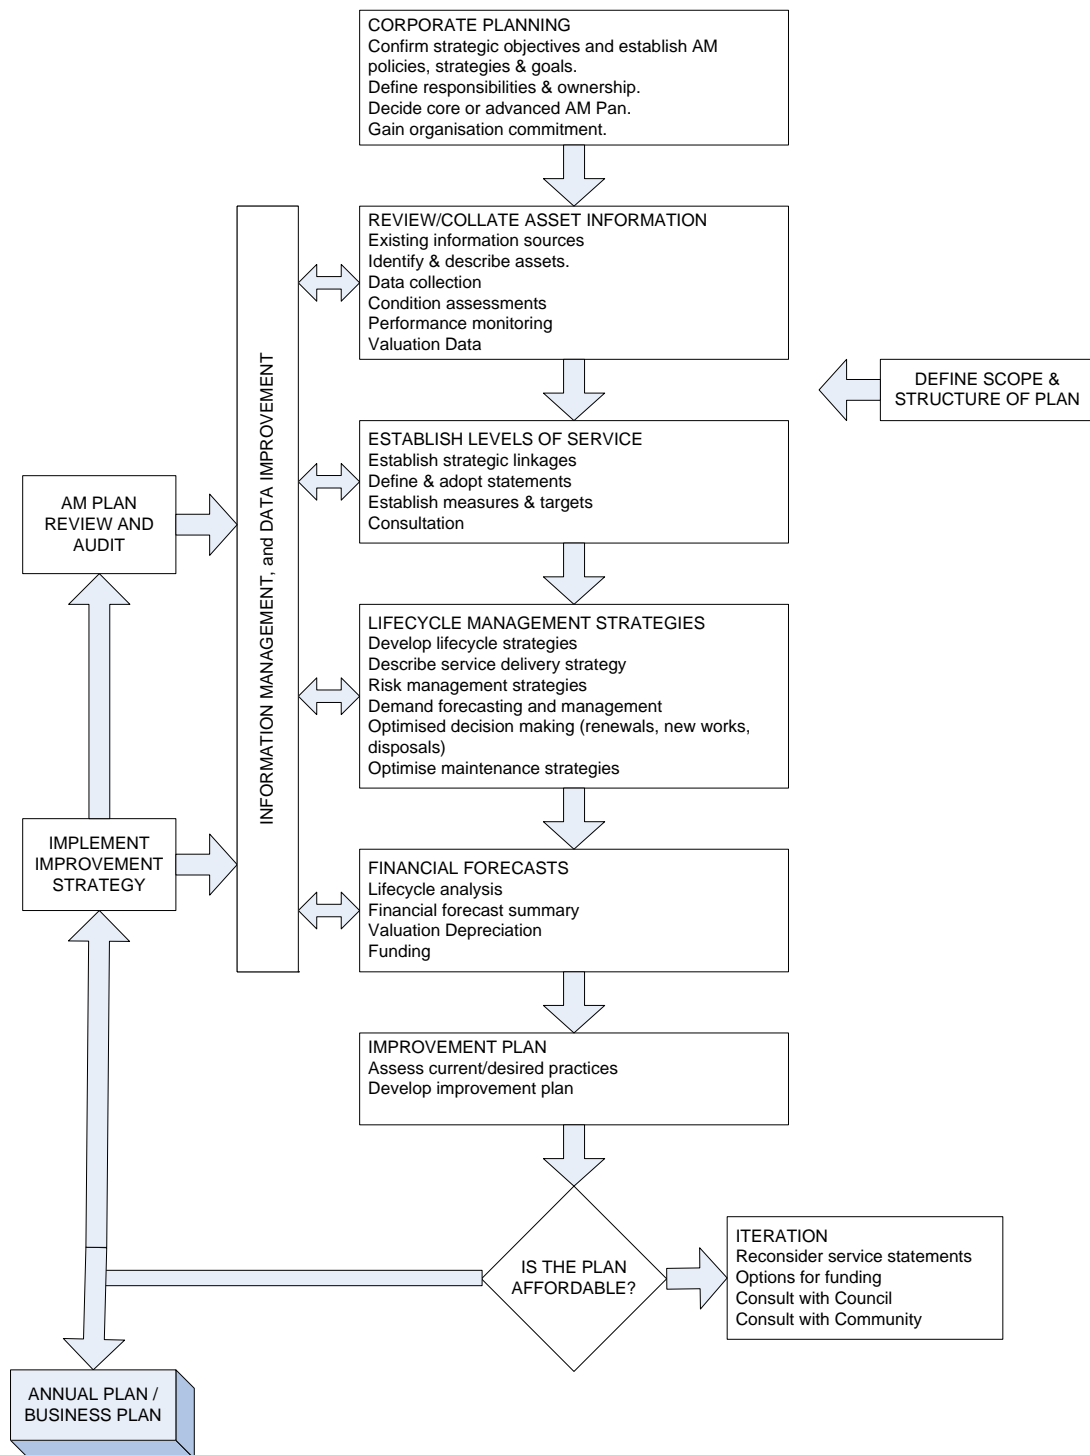 CORPORATE PLANNING
Confirm strategic objectives and establish AM
policies, strategies & goals.
Define responsibilities & ownership.
Decide core or advanced AM Pan.
Gain organisation commitment.
REVIEW/COLLATE ASSET INFORMATION
Existing information sources
Identify & describe assets.
Data collection
Condition assessments
Performance monitoring
Valuation Data
DEFINE SCOPE &
STRUCTURE OF PLAN
INFORMATION MANAGEMENT, and DATA IMPROVEMENT
ESTABLISH LEVELS OF SERVICE
Establish strategic linkages
Define & adopt statements
Establish measures & targets
Consultation
AM PLAN
REVIEW AND
AUDIT
LIFECYCLE MANAGEMENT STRATEGIES
Develop lifecycle strategies
Describe service delivery strategy
Risk management strategies
Demand forecasting and management
Optimised decision making (renewals, new works,
disposals)
Optimise maintenance strategies
IMPLEMENT
IMPROVEMENT
STRATEGY
FINANCIAL FORECASTS
Lifecycle analysis
Financial forecast summary
Valuation Depreciation
Funding
IMPROVEMENT PLAN
Assess current/desired practices
Develop improvement plan
IS THE PLAN
AFFORDABLE?
ITERATION
Reconsider service statements
Options for funding
Consult with Council
Consult with Community
ANNUAL PLAN /
BUSINESS PLAN